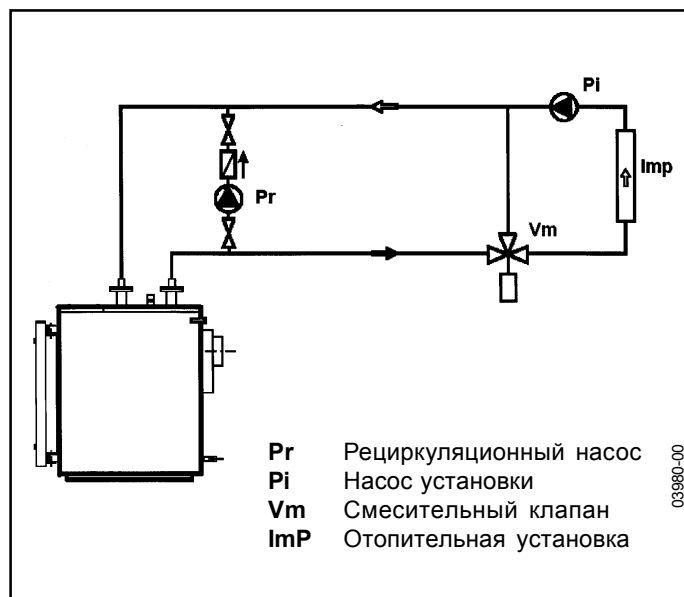 Pi
Imp
Pr
Vm
Pr Рециркуляционный насос
Pi Насос установки
Vm Смесительный клапан
ImP Отопительная установка
03980-00